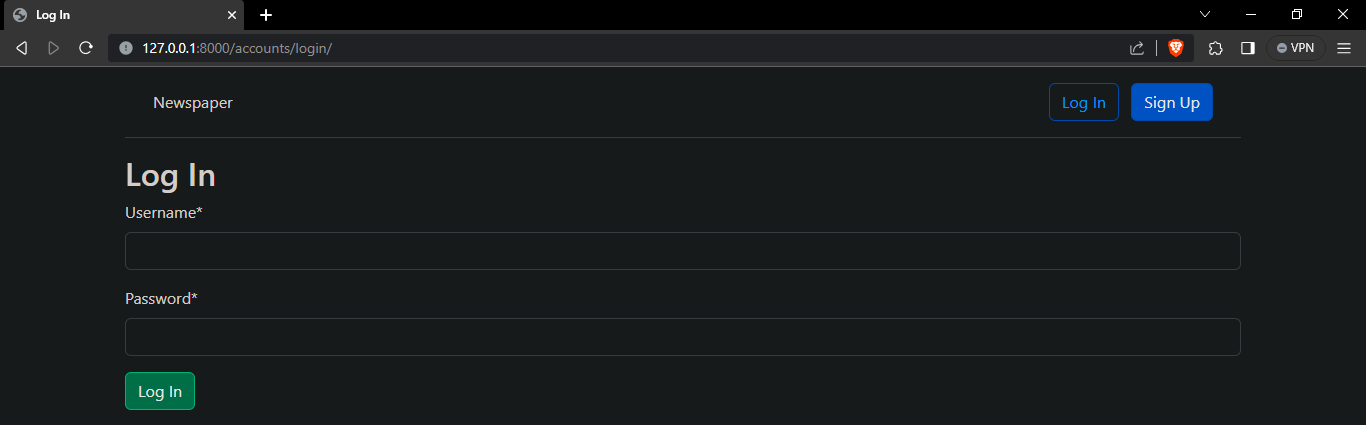 Log In
127.0.0.1:8000/accounts/login/
VPN
Newspaper
Log In
Sign Up
Log In
Username*
Password*
Log In